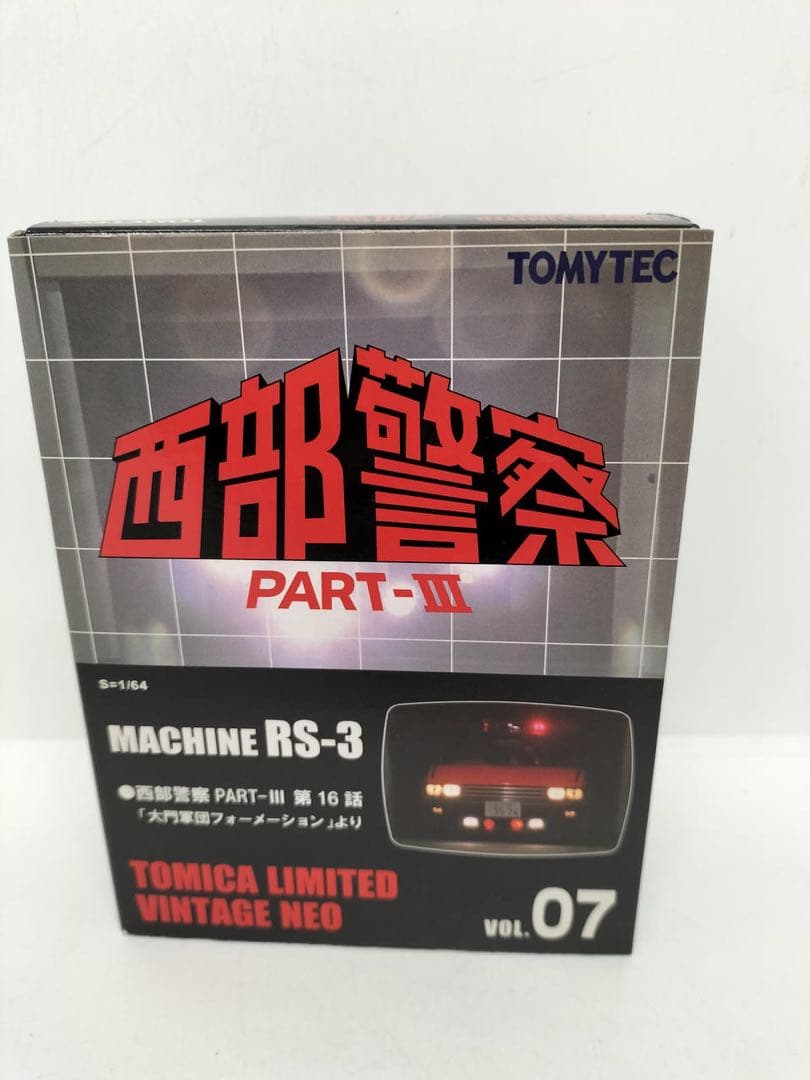 TOMYTEC
西部警察
PART-III
S=1/64
MACHINE RS-3
●西部警察 PART-III 第16話
「大門軍団フォーメーション」より
TOMICA LIMITED
VINTAGE NEO
VOL.07